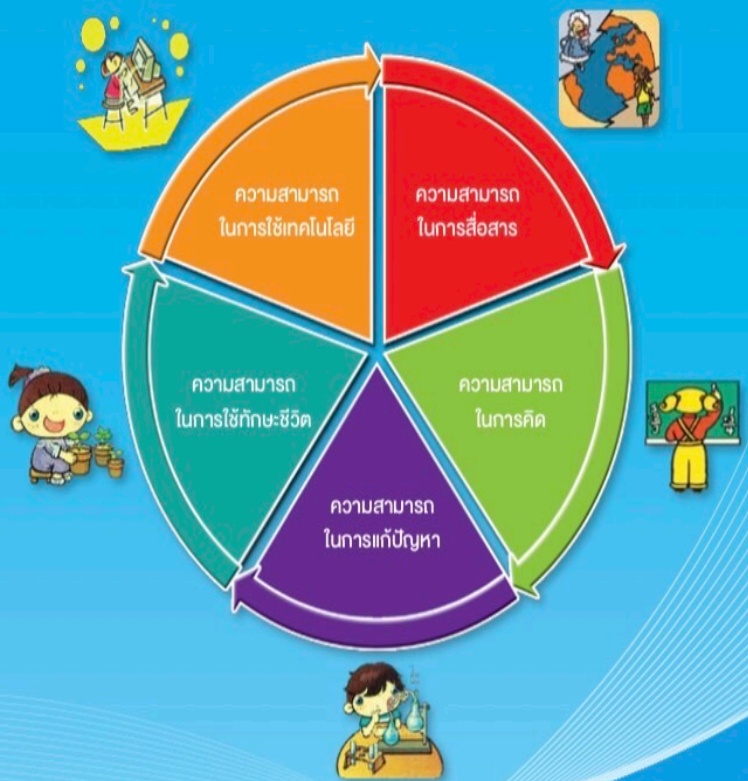 ความสามารถ
ในการใช้เทคโนโลยี
ความสามารถ
ในการสื่อสาร
ความสามารถ
ในการใช้ทักษะชีวิต
ความสามารถ
ในการคิด
ความสามารถ
ในการแก้ปัญหา